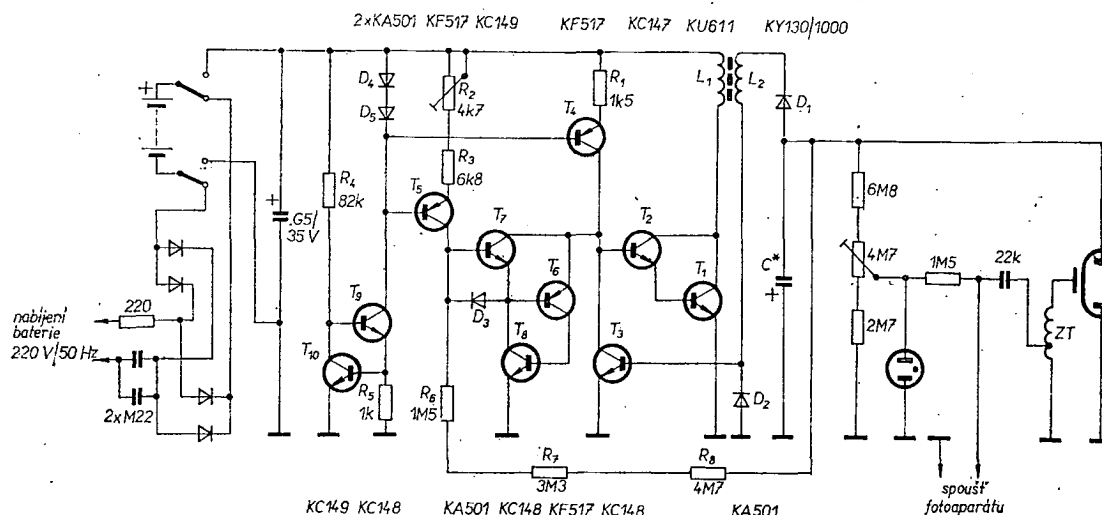 2xKA501 KF517 KC149 KF517 KC147 KU611 KY130/1000
+
D4
D5
R2
4k7
R1
1k5
L1
L2
D1
T4
R3
6k8
R4
82k
T5
+
G5/
35 V
T7
T2
6M8
4M7
1M5
22k
C*
+
T6
T1
D3
T9
T8
T3
2M7
ZT
nabíjení
baterie
220 V/50 Hz
220
2xM22
T10
R5
1k
R6
1M5
D2
R7
3M3
R8
4M7
spoušť
fotoaparátu
KC149 KC148 KA501 KC148 KF517 KC148 KA501